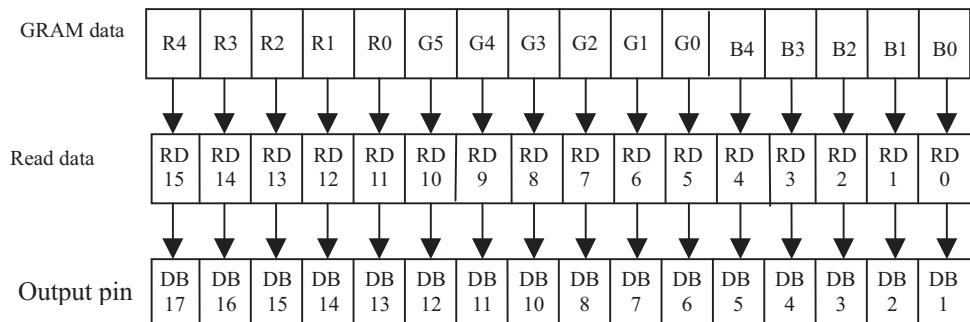 GRAM data R4 R3 R2 R1 R0 G5 G4 G3 G2 G1 G0 B4 B3 B2 B1 B0
Read data RD 15 RD 14 RD 13 RD 12 RD 11 RD 10 RD 9 RD 8 RD 7 RD 6 RD 5 RD 4 RD 3 RD 2 RD 1 RD 0
Output pin DB 17 DB 16 DB 15 DB 14 DB 13 DB 12 DB 11 DB 10 DB 8 DB 7 DB 6 DB 5 DB 4 DB 3 DB 2 DB 1